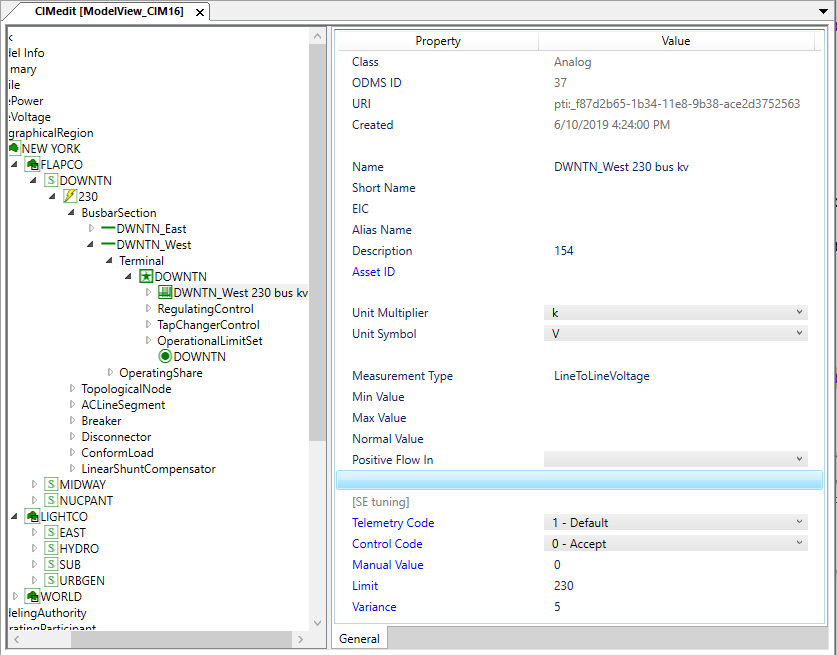 CIMedit [ModelView_CIM16]
del Info
mary
ile
ePower
eVoltage
graphicalRegion
NEW YORK
FLAPCO
S DOWNTN
230
BusbarSection
DWNTN_East
DWNTN_West
Terminal
DOWNTN
DWNTN_West 230 bus kv
RegulatingControl
TapChangerControl
OperationalLimitSet
DOWNTN
OperatingShare
TopologicalNode
ACLineSegment
Breaker
Disconnector
ConformLoad
LinearShuntCompensator
S MIDWAY
S NUCPANT
LIGHTCO
S EAST
S HYDRO
S SUB
S URBGEN
WORLD
delingAuthority
ratingParticipant
Property Value
Class Analog
ODMS ID 37
URI pti:_f87d2b65-1b34-11e8-9b38-ace2d3752563
Created 6/10/2019 4:24:00 PM
Name DWNTN_West 230 bus kv
Short Name
EIC
Alias Name
Description 154
Asset ID
Unit Multiplier k
Unit Symbol V
Measurement Type LineToLineVoltage
Min Value
Max Value
Normal Value
Positive Flow In
[SE tuning]
Telemetry Code 1 - Default
Control Code 0 - Accept
Manual Value 0
Limit 230
Variance 5
General